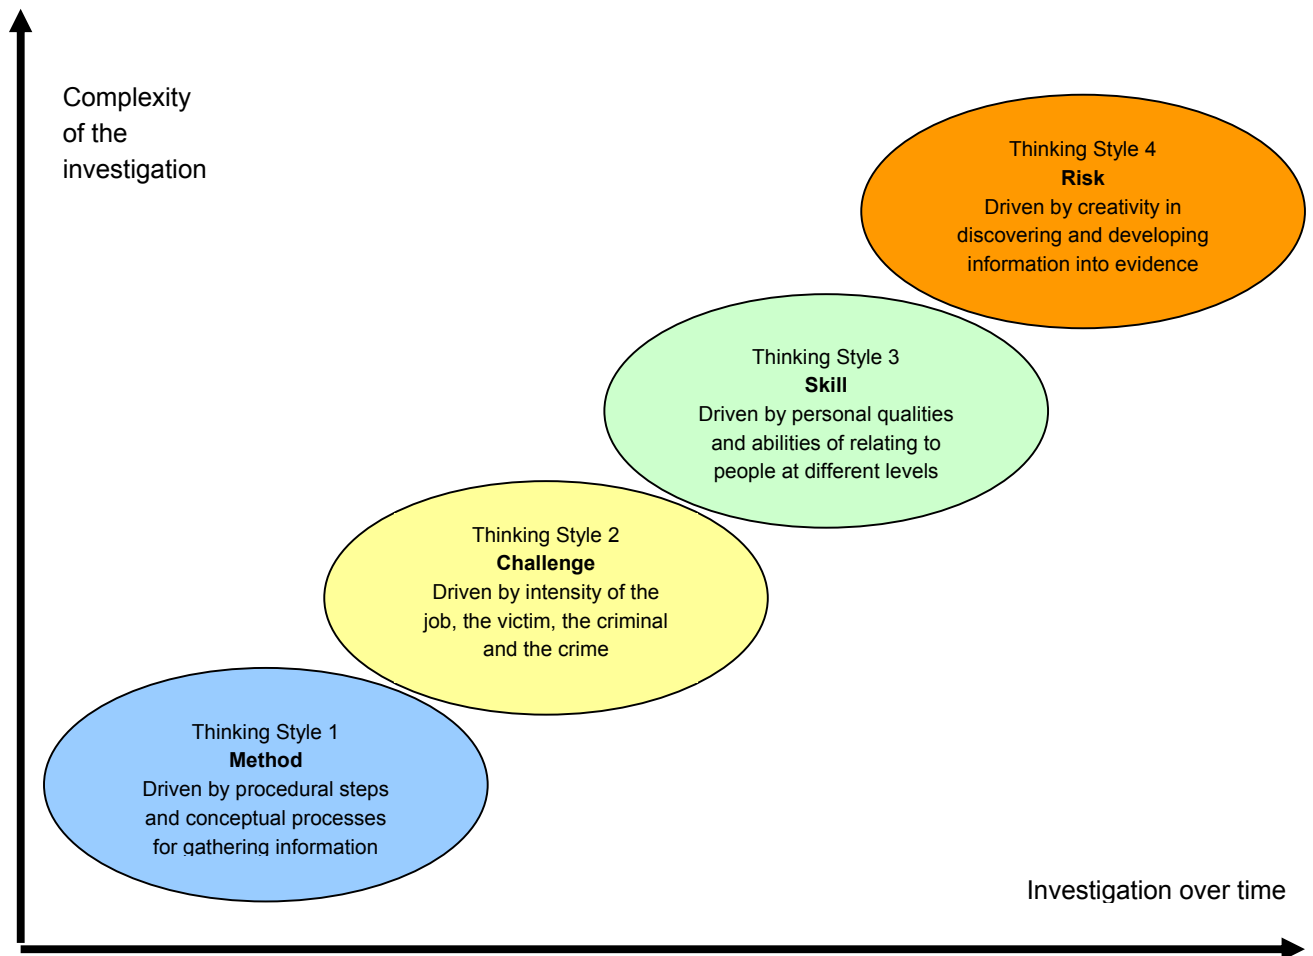 Complexity
of the
investigation
Thinking Style 4
Risk
Driven by creativity in
discovering and developing
information into evidence
Thinking Style 3
Skill
Driven by personal qualities
and abilities of relating to
people at different levels
Thinking Style 2
Challenge
Driven by intensity of the
job, the victim, the criminal
and the crime
Thinking Style 1
Method
Driven by procedural steps
and conceptual processes
for gathering information
Investigation over time